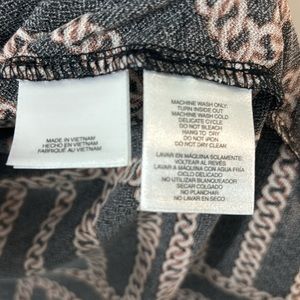 MADE IN VIETNAM
HECHO EN VIETNAM
FABRIQUÉ AU VIETNAM
MACHINE WASH ONLY:
TURN INSIDE OUT
MACHINE WASH COLD
DELICATE CYCLE
DO NOT BLEACH
HANG TO DRY
DO NOT IRON
DO NOT DRY CLEAN
LAVAR EN MÁQUINA SOLAMENTE:
VOLTEAR AL REVÉS
LAVAR A MÁQUINA CON AGUA FRÍA
CICLO DELICADO
NO UTILIZAR BLANQUEADOR
SECAR COLGADO
NO PLANCHAR
NO LAVAR EN SECO